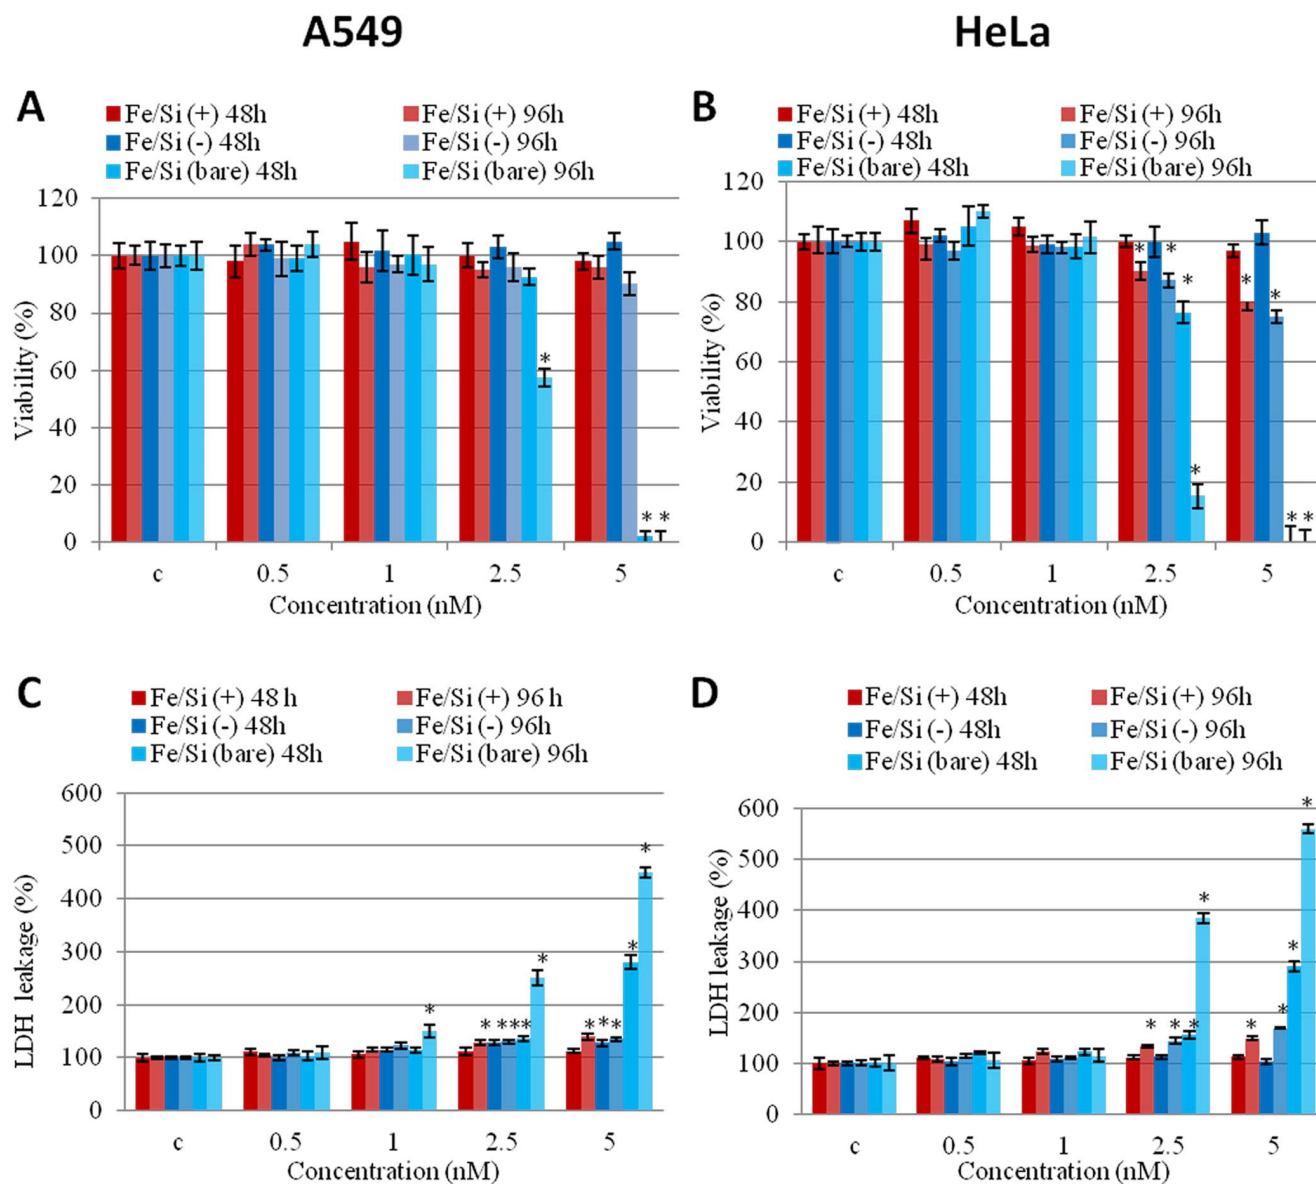 A549
HeLa
A
Fe/Si (+) 48h
Fe/Si (+) 96h
Fe/Si (-) 48h
Fe/Si (-) 96h
Fe/Si (bare) 48h
Fe/Si (bare) 96h
Viability (%)
120
100
80
60
40
20
0
*
* *
c
0.5
1
2.5
5
Concentration (nM)
B
Fe/Si (+) 48h
Fe/Si (+) 96h
Fe/Si (-) 48h
Fe/Si (-) 96h
Fe/Si (bare) 48h
Fe/Si (bare) 96h
Viability (%)
120
100
80
60
40
20
0
* * *
*
* *
* *
c
0.5
1
2.5
5
Concentration (nM)
C
Fe/Si (+) 48 h
Fe/Si (+) 96 h
Fe/Si (-) 48h
Fe/Si (-) 96h
Fe/Si (bare) 48h
Fe/Si (bare) 96h
LDH leakage (%)
600
500
400
300
200
100
0
*
* * * *
*
* * *
*
*
c
0.5
1
2.5
5
Concentration (nM)
D
Fe/Si (+) 48h
Fe/Si (+) 96h
Fe/Si (-) 48h
Fe/Si (-) 96h
Fe/Si (bare) 48h
Fe/Si (bare) 96h
LDH leakage (%)
600
500
400
300
200
100
0
* * *
*
* *
*
*
c
0.5
1
2.5
5
Concentration (nM)